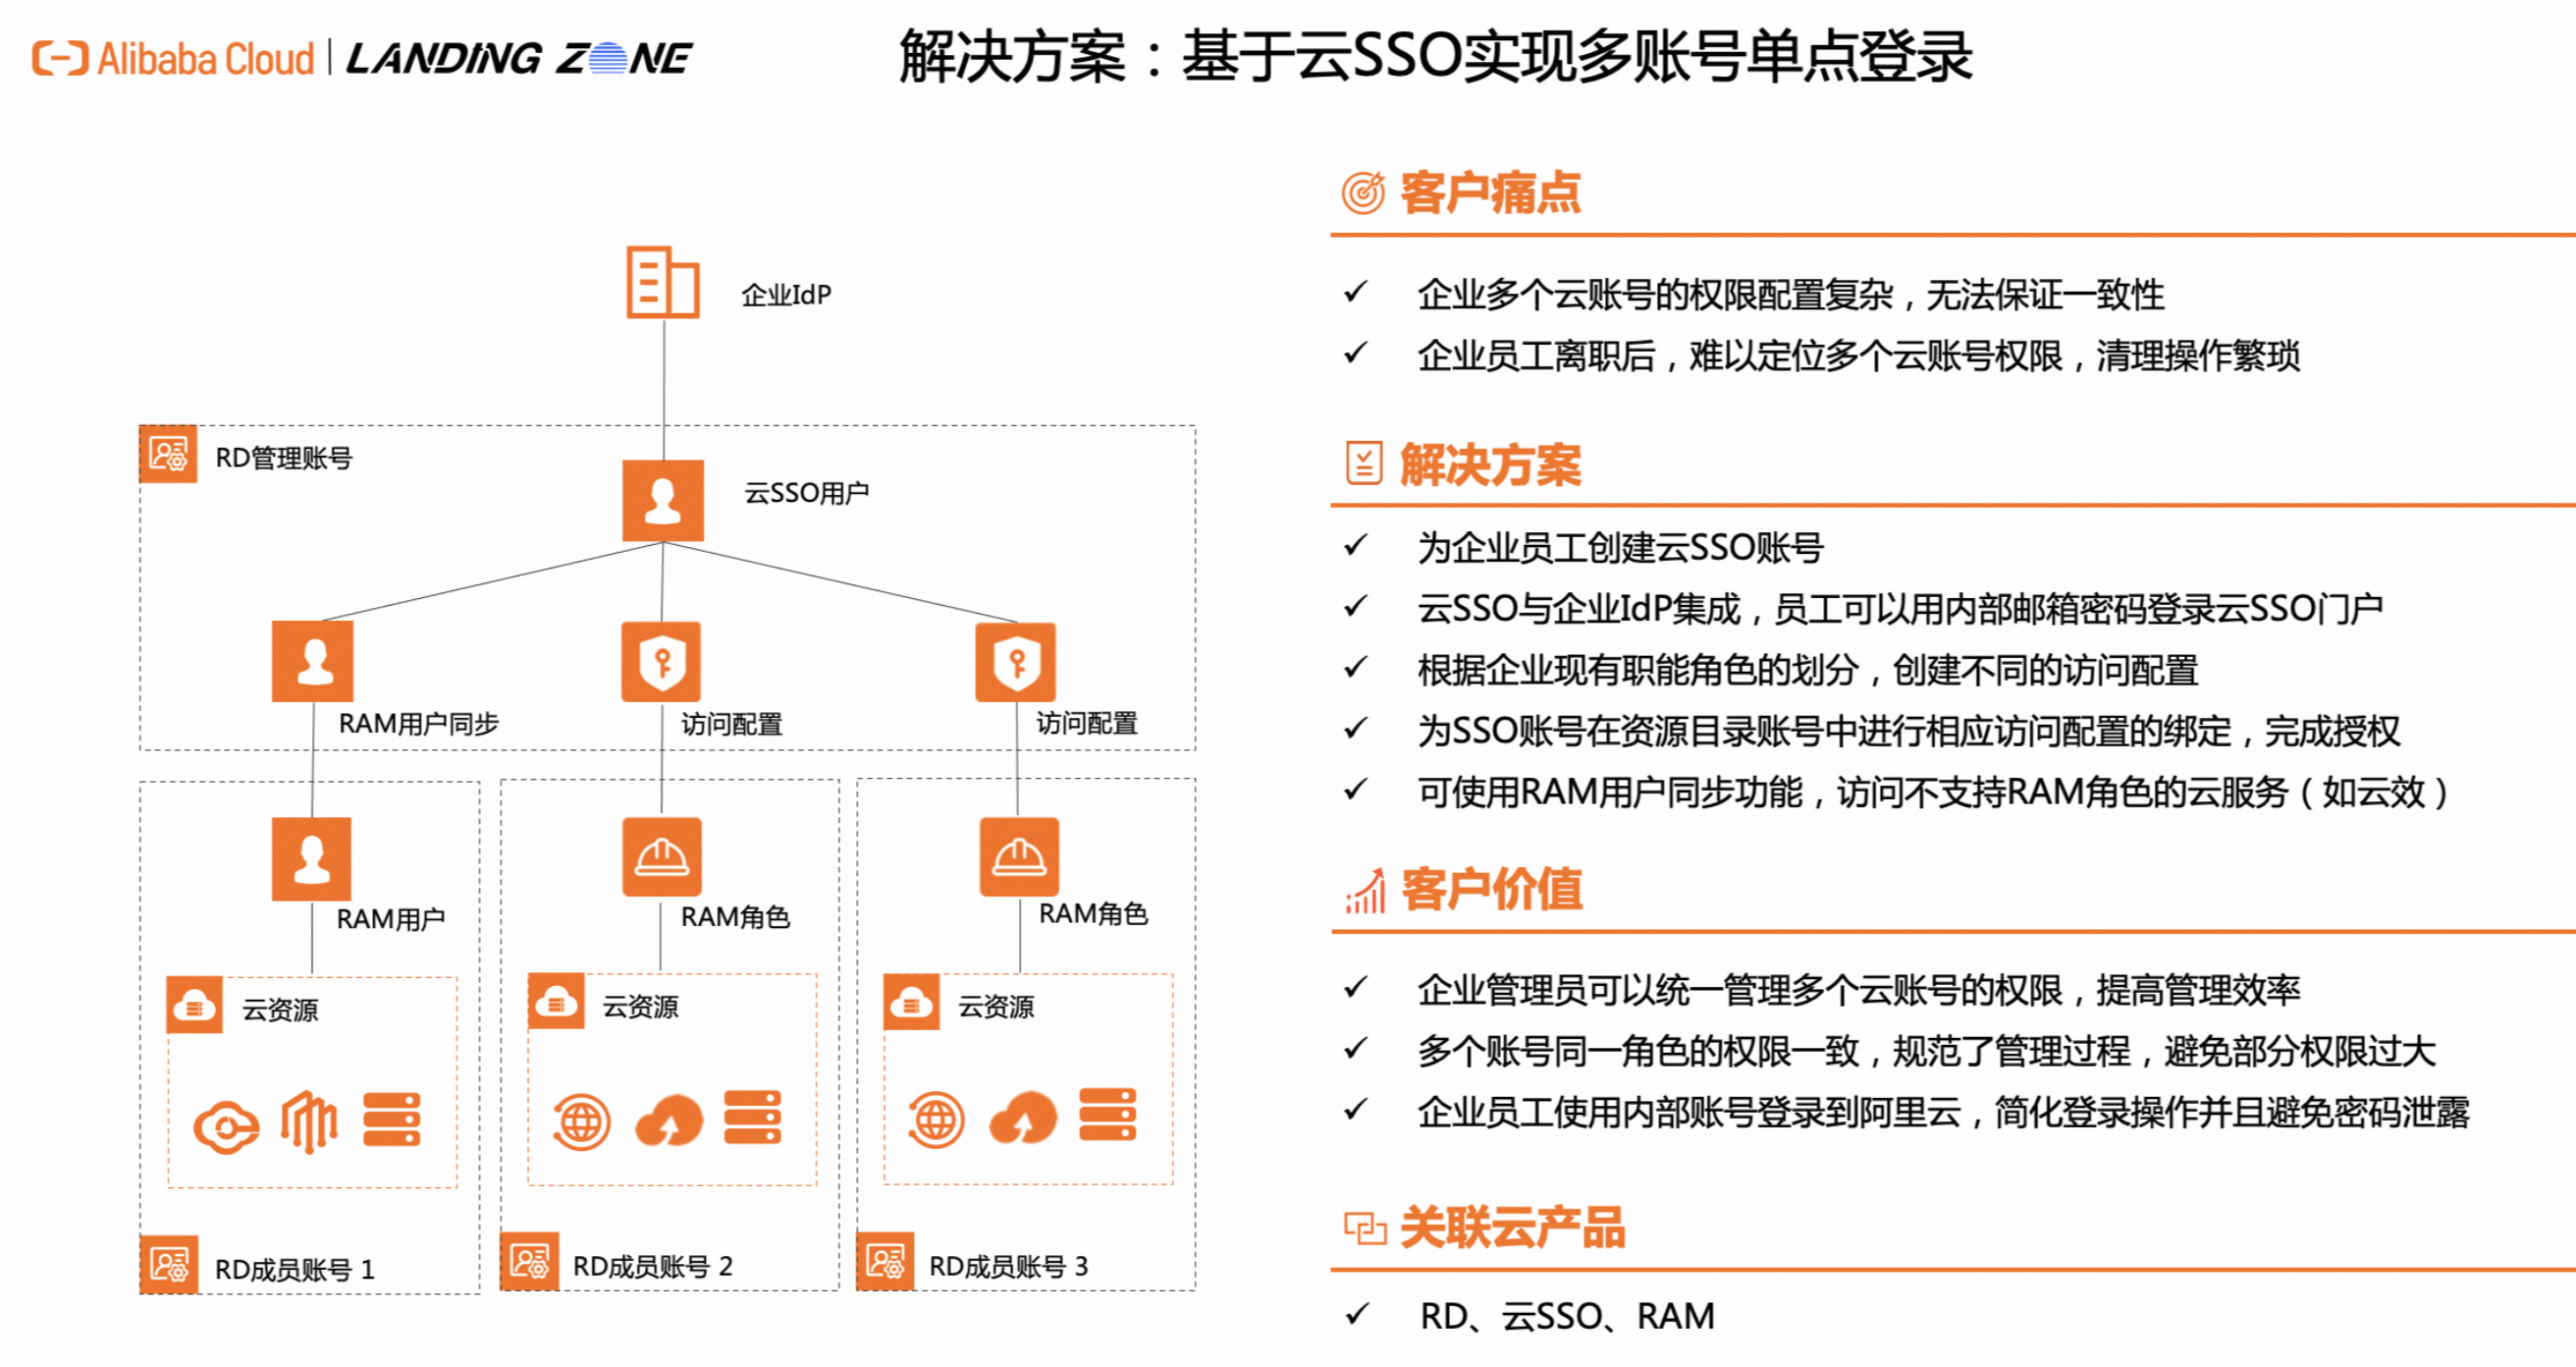 Alibaba Cloud | LANDING ZONE
解决方案：基于云SSO实现多账号单点登录
企业IdP
RD管理账号
云SSO用户
RAM用户同步
访问配置
访问配置
RAM用户
RAM角色
RAM角色
云资源
云资源
云资源
RD成员账号 1
RD成员账号 2
RD成员账号 3
客户痛点
企业多个云账号的权限配置复杂，无法保证一致性
企业员工离职后，难以定位多个云账号权限，清理操作繁琐
解决方案
为企业员工创建云SSO账号
云SSO与企业IdP集成，员工可以用内部邮箱密码登录云SSO门户
根据企业现有职能角色的划分，创建不同的访问配置
为SSO账号在资源目录账号中进行相应访问配置的绑定，完成授权
可使用RAM用户同步功能，访问不支持RAM角色的云服务（如云效）
客户价值
企业管理员可以统一管理多个云账号的权限，提高管理效率
多个账号同一角色的权限一致，规范了管理过程，避免部分权限过大
企业员工使用内部账号登录到阿里云，简化登录操作并且避免密码泄露
关联云产品
RD、云SSO、RAM